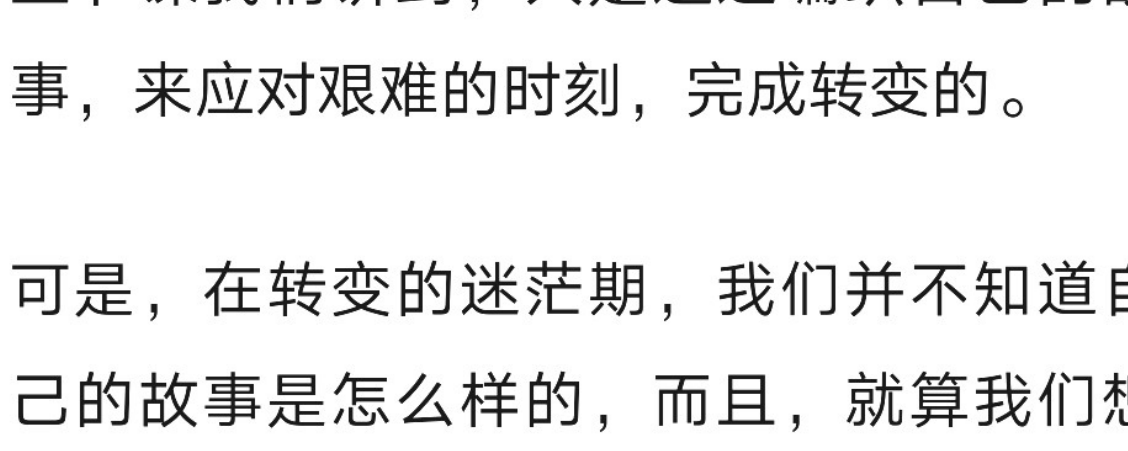 事，来应对艰难的时刻，完成转变的。
可是，在转变的迷茫期，我们并不知道自
己的故事是怎么样的，而且，就算我们想